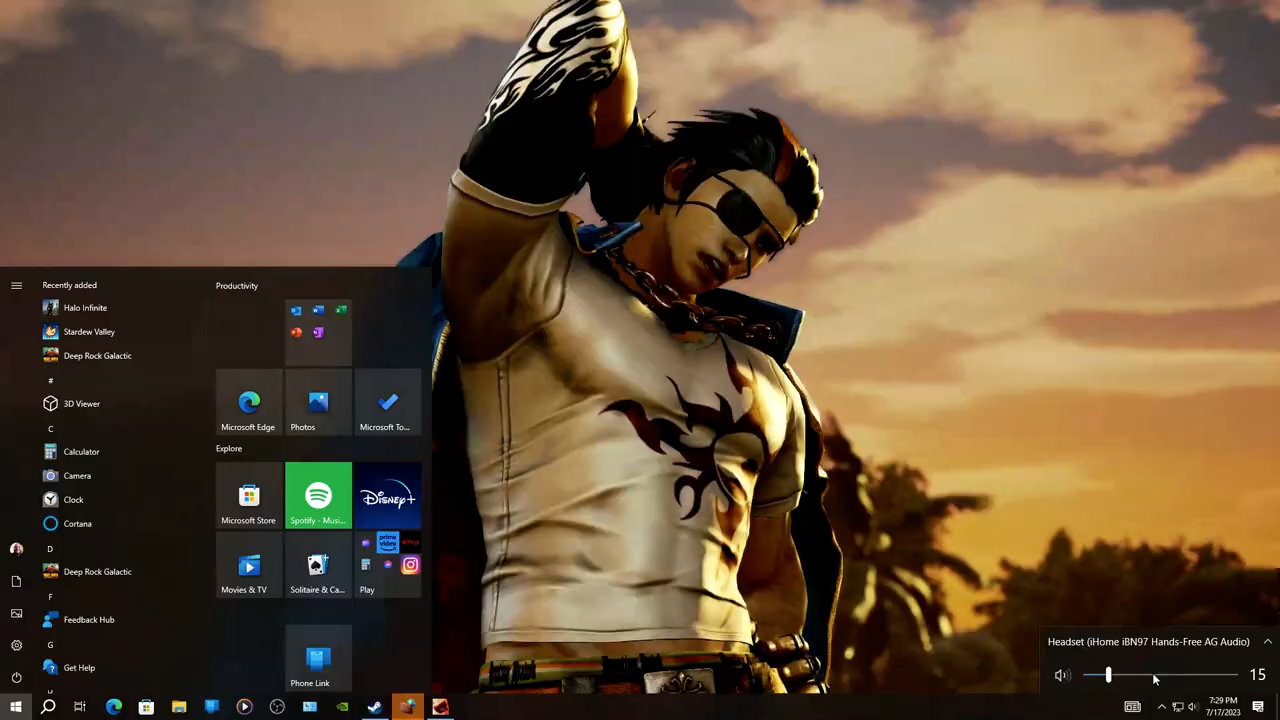 Recently added
Halo Infinite
Stardew Valley
Deep Rock Galactic
#
3D Viewer
C
Calculator
Camera
Clock
Cortana
D
Deep Rock Galactic
F
Feedback Hub
G
Get Help
Productivity
Microsoft Edge
Photos
Microsoft To...
Explore
Microsoft Store
Spotify - Musi...
Disney+
Movies & TV
Solitaire & Ca...
prime video
Play
Phone Link
Headset (iHome iBN97 Hands-Free AG Audio)
15
7:29 PM
7/17/2023